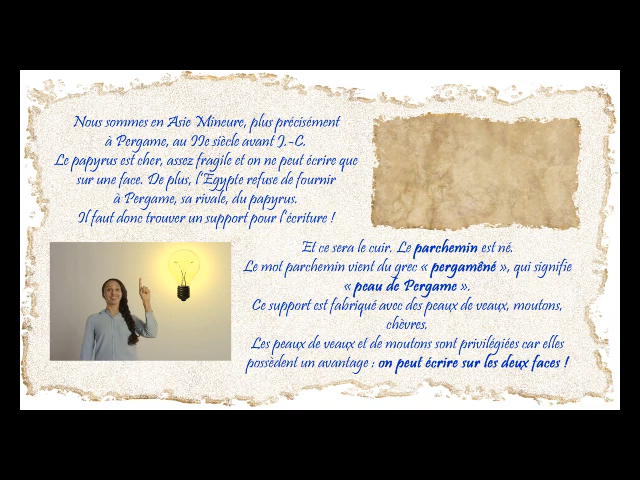 Nous sommes en Asie Mineure, plus précisément
à Pergame, au IIe siècle avant J.-C.
Le papyrus est cher, assez fragile et on ne peut écrire que
sur une face. De plus, l'Egypte refuse de fournir
à Pergame, sa rivale, du papyrus.
Il faut donc trouver un support pour l'écriture !
Et ce sera le cuir. Le parchemin est né.
Le mot parchemin vient du grec « pergamênê », qui signifie
« peau de Pergame ».
Ce support est fabriqué avec des peaux de veaux, moutons,
chèvres.
Les peaux de veaux et de moutons sont privilégiées car elles
possèdent un avantage : on peut écrire sur les deux faces !